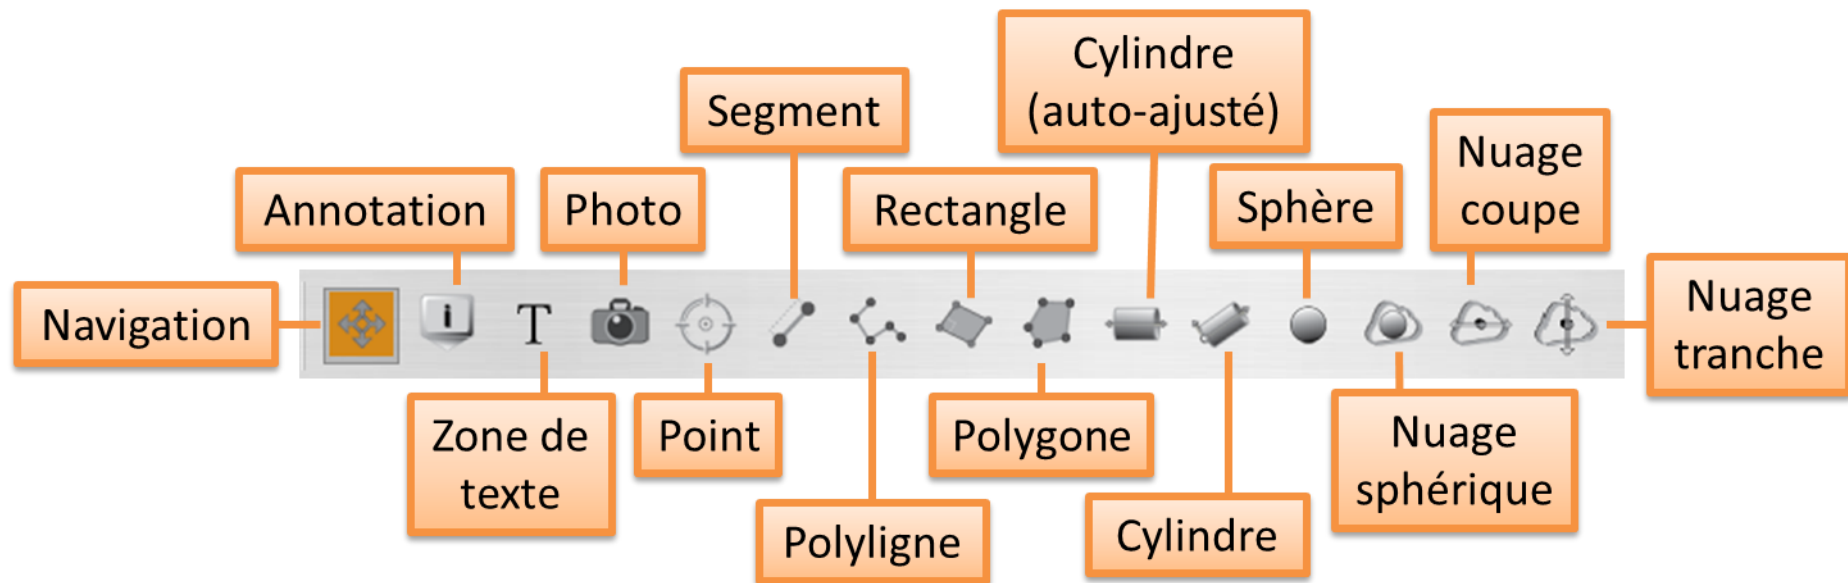 Cylindre
(auto-ajusté)
Segment
Nuage
coupe
Annotation
Photo
Rectangle
Sphère
Navigation
i
T
Nuage
tranche
Zone de
texte
Point
Polygone
Nuage
sphérique
Polyligne
Cylindre